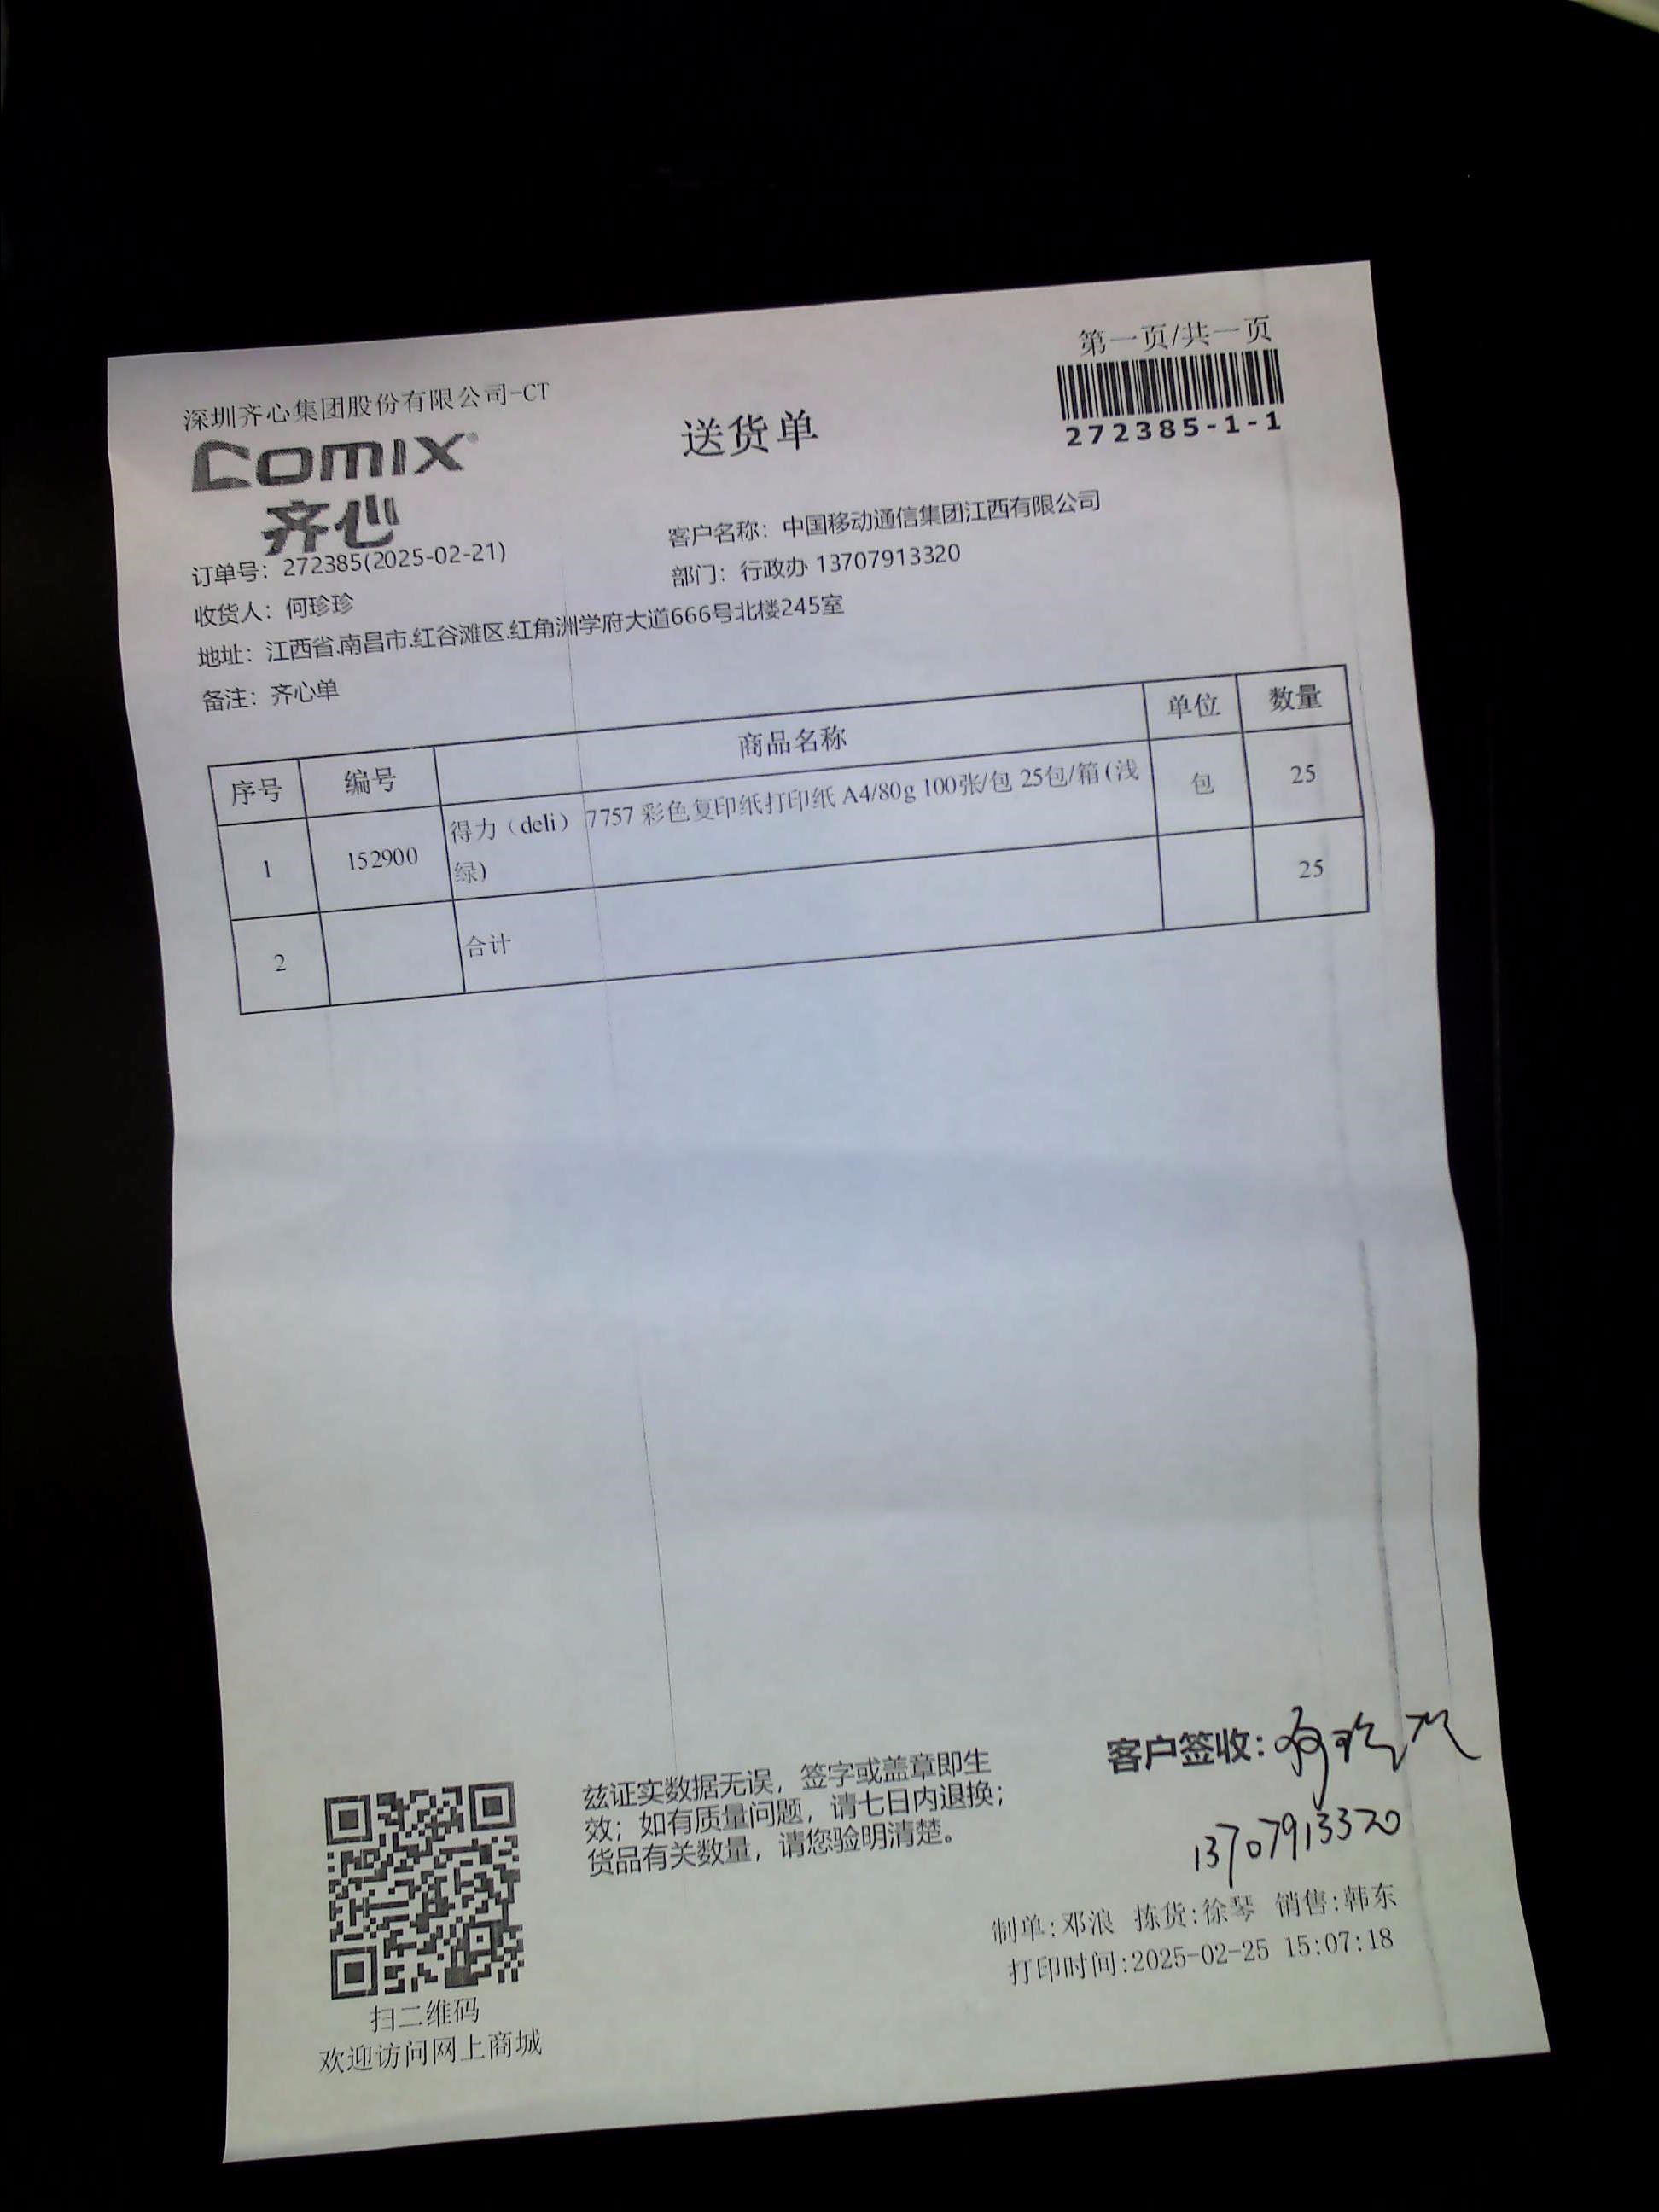 第一页/共一页
深圳齐心集团股份有限公司-CT
comix
齐心
送货单
272385-1-1
订单号：272385(2025-02-21)
客户名称：中国移动通信集团江西有限公司
收货人：何珍珍
部门：行政办 13707913320
地址：江西省.南昌市.红谷滩区.红角洲学府大道666号北楼245室
备注：齐心单
序号 编号 商品名称 单位 数量
1 152900 得力（deli） 7757 彩色复印纸打印纸 A4/80g 100张/包 25包/箱(浅 包 25
绿)
2 合计 25
客户签收：何珍珍
13707913320
兹证实数据无误，签字或盖章即生
效；如有质量问题，请七日内退换；
货品有关数量，请您验明清楚。
制单:邓浪 拣货:徐琴 销售:韩东
打印时间:2025-02-25 15:07:18
扫二维码
欢迎访问网上商城